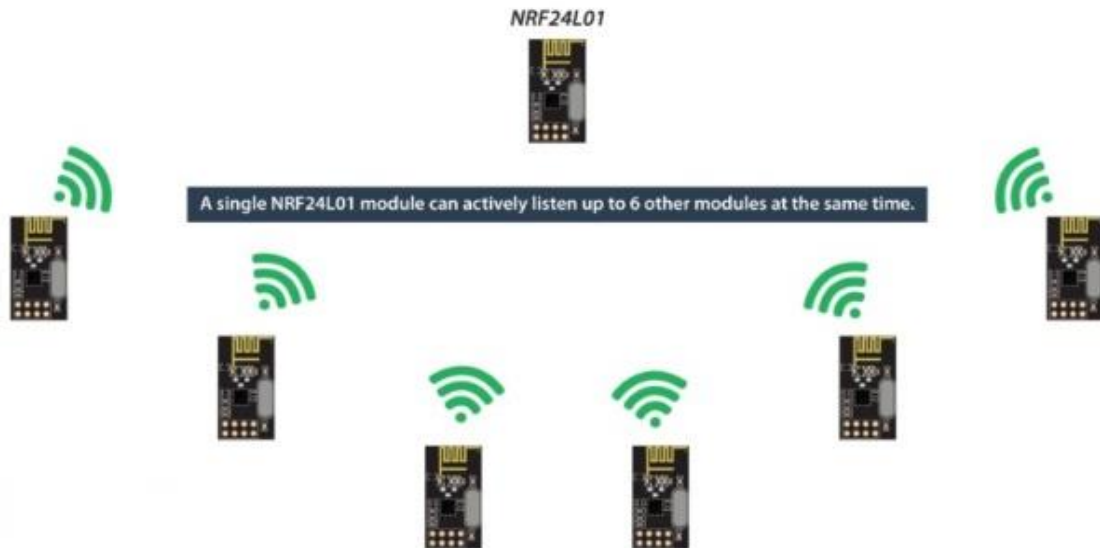 NRF24L01
A single NRF24L01 module can actively listen up to 6 other modules at the same time.